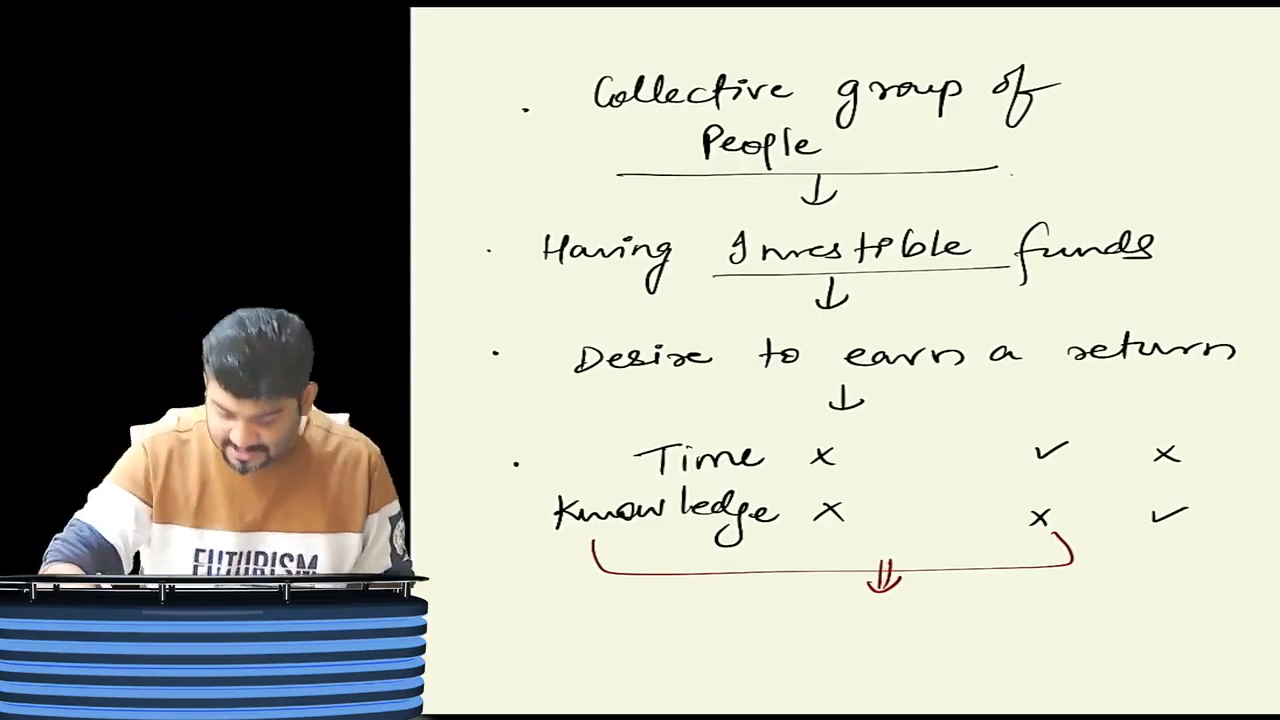 . Collective group of
People
↓
. Having Investible funds
↓
. Desire to earn a return
↓
. Time × ✓ ×
Knowledge × × ✓
⇓
FUTURISM